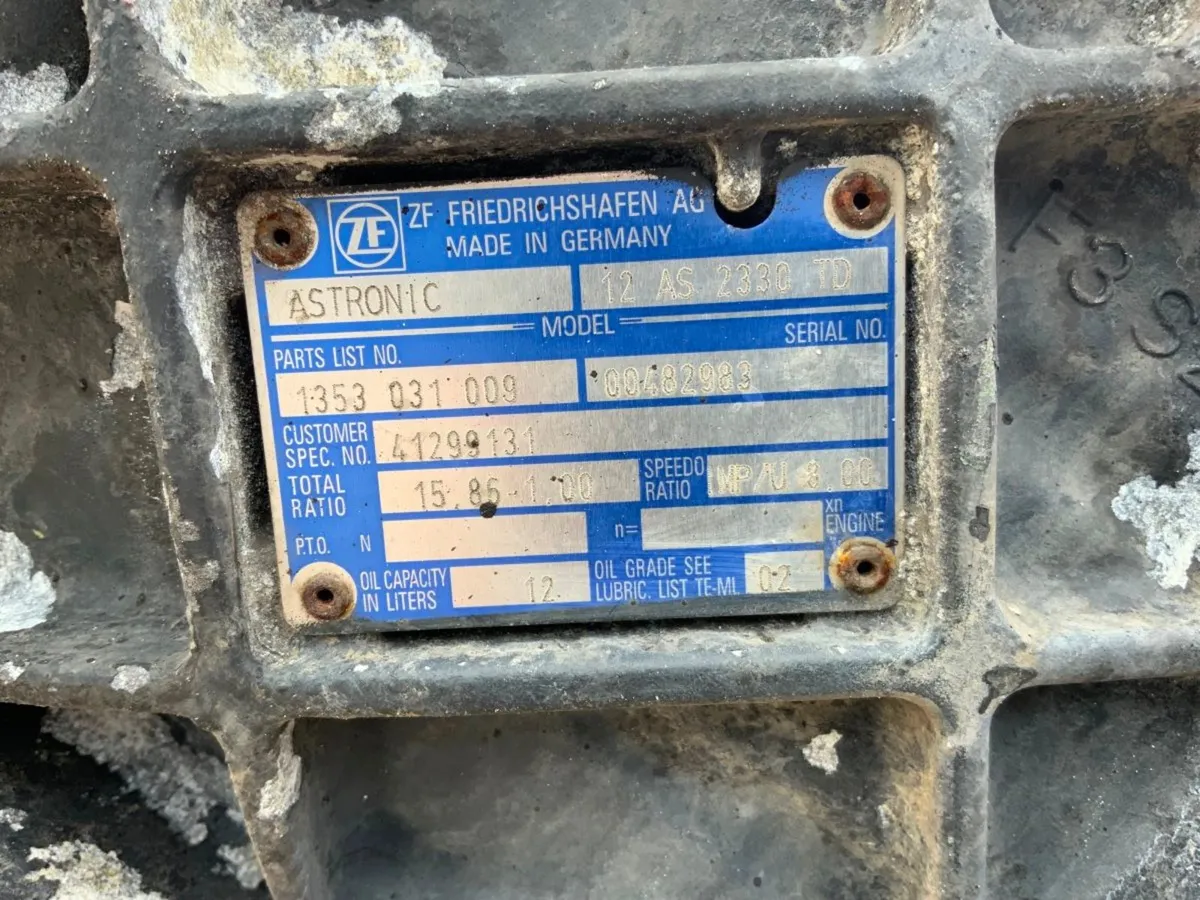 ZF
ZF FRIEDRICHSHAFEN AG
MADE IN GERMANY
ASTRONIC 12 AS 2330 TD
MODEL
PARTS LIST NO. SERIAL NO.
1353 031 009 00482983
CUSTOMER SPEC. NO. 41299131
TOTAL RATIO 15.86-1.00 SPEEDO RATIO WP/U 8.00
P.T.O. N n= xn ENGINE
OIL CAPACITY IN LITERS 12 OIL GRADE SEE LUBRIC. LIST TE-ML 02